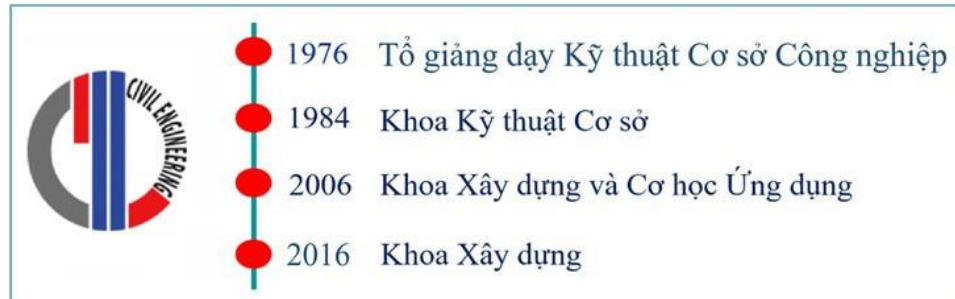 CIVIL ENGINEERING
1976 Tổ giảng dạy Kỹ thuật Cơ sở Công nghiệp
1984 Khoa Kỹ thuật Cơ sở
2006 Khoa Xây dựng và Cơ học Ứng dụng
2016 Khoa Xây dựng